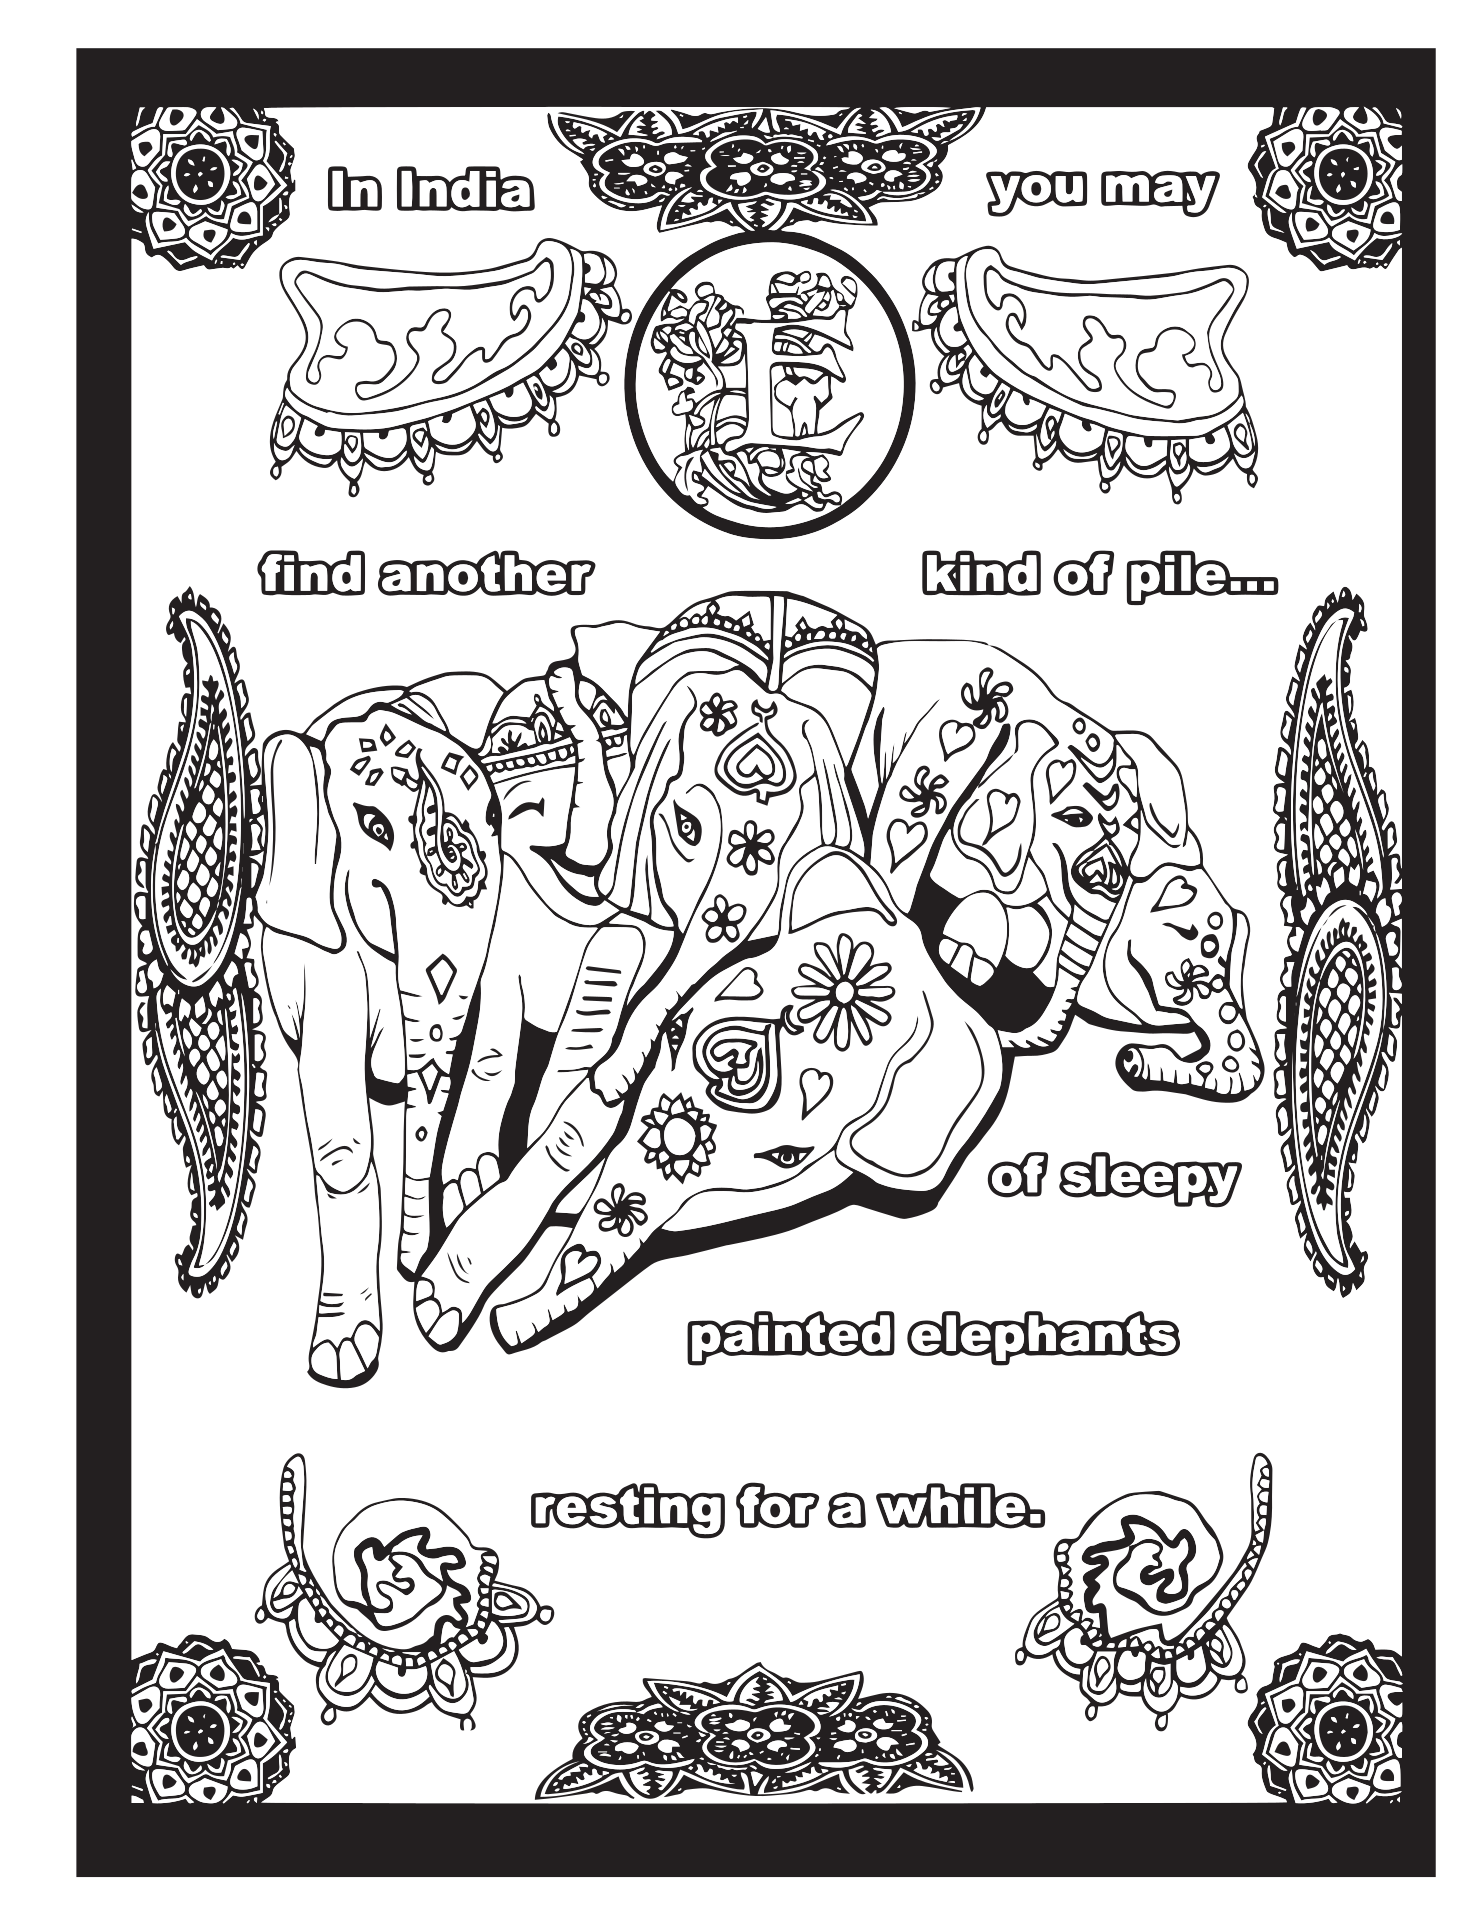 In India you may
E
find another kind of pile...
of sleepy
painted elephants
resting for a while.